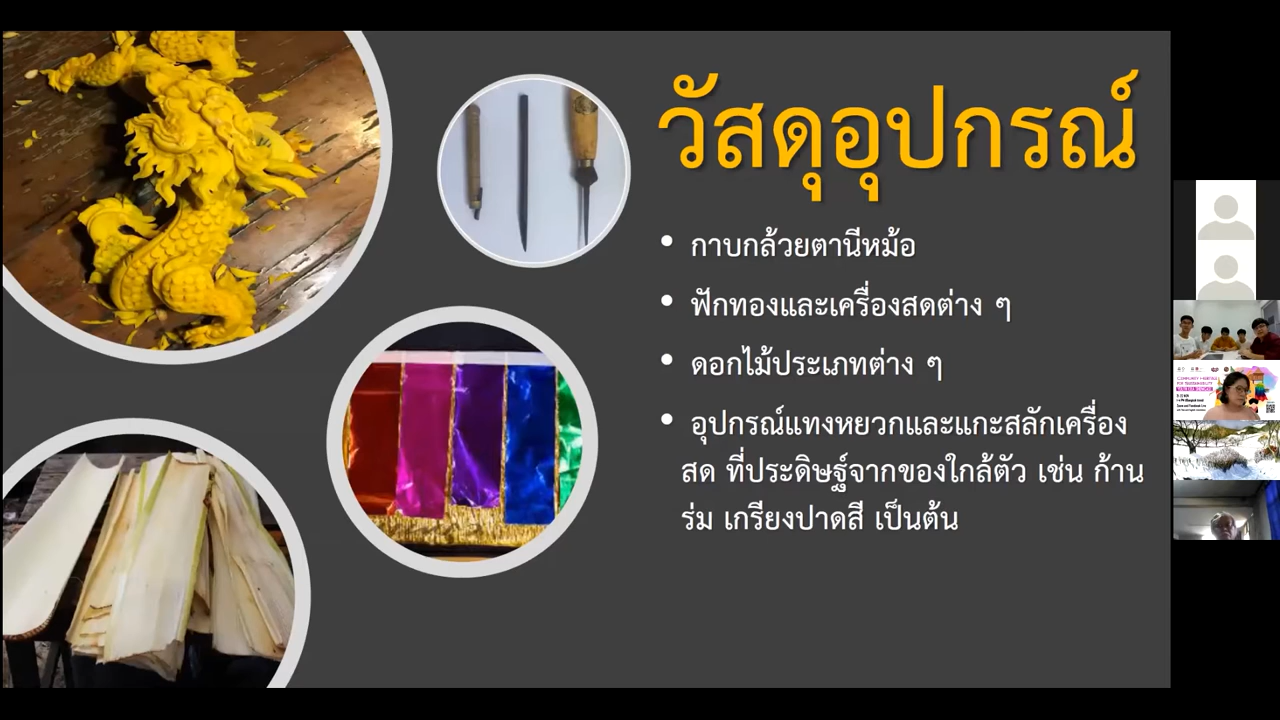 วัสดุอุปกรณ์
• กาบกล้วยตานีหม้อ
• ฟักทองและเครื่องสดต่าง ๆ
• ดอกไม้ประเภทต่าง ๆ
• อุปกรณ์แทงหยวกและแกะสลักเครื่อง
สด ที่ประดิษฐ์จากของใกล้ตัว เช่น ก้าน
ร่ม เกรียงปาดสี เป็นต้น
COMMUNITY HERITAGE
FOR SUSTAINABILITY